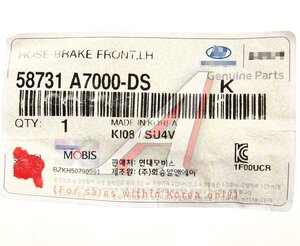 HOSE-BRAKE FRONT,LH
Genuine Parts
58731 A7000-DS
K
QTY: 1
MADE IN KOREA
KI09 / SU4V
MOBIS
BZKH50790991
1F00UCR
판매처: 현대모비스
제조원: (주)화승알앤에이
(For sales within Korea only)